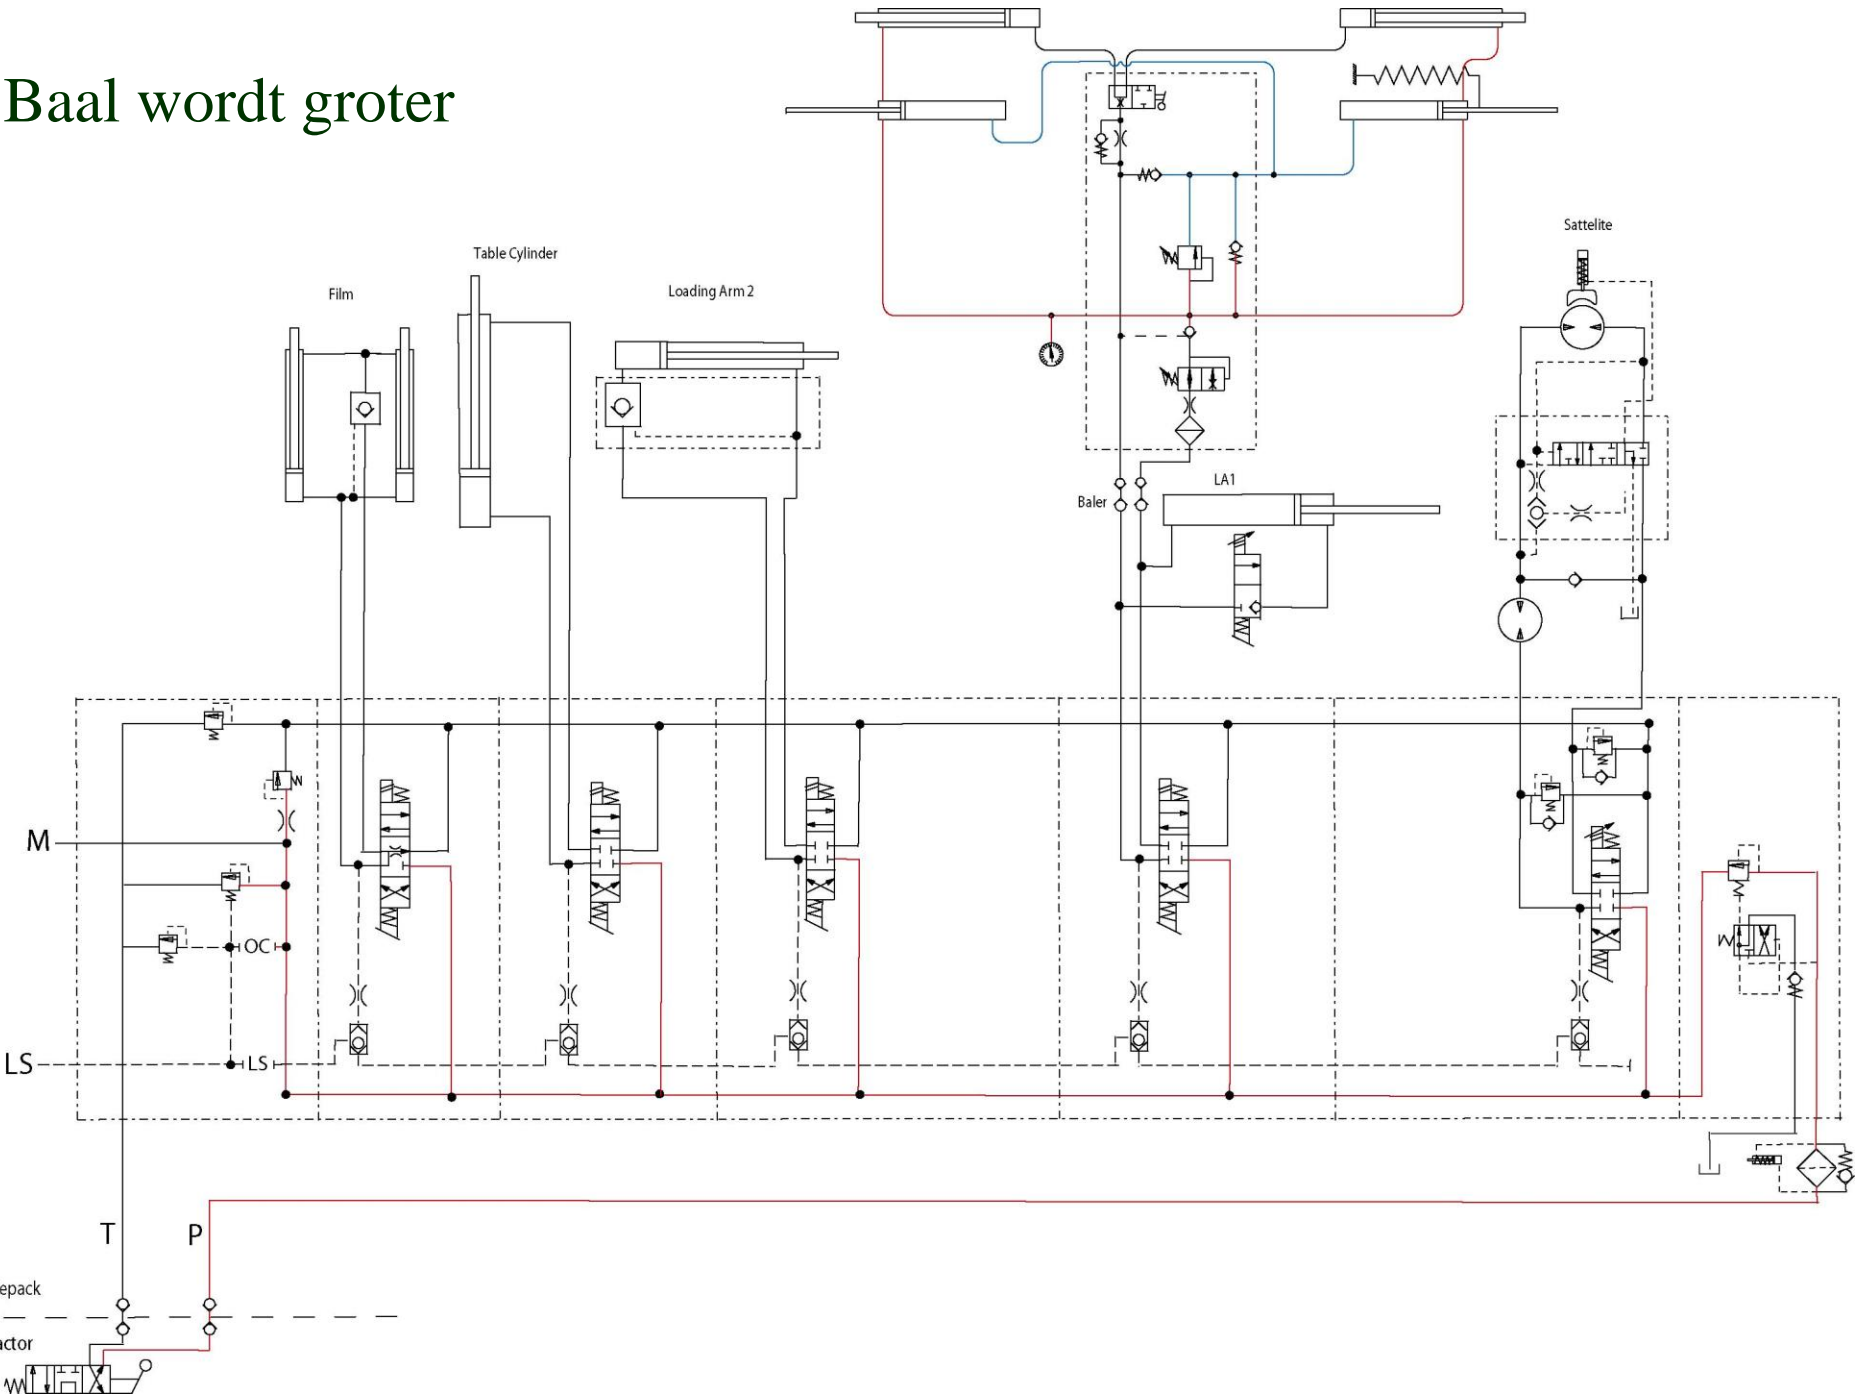 Baal wordt groter
Sattelite
Table Cylinder
Film
Loading Arm 2
LA1
Baler
M
OC
LS
LS
T
P
epack
actor